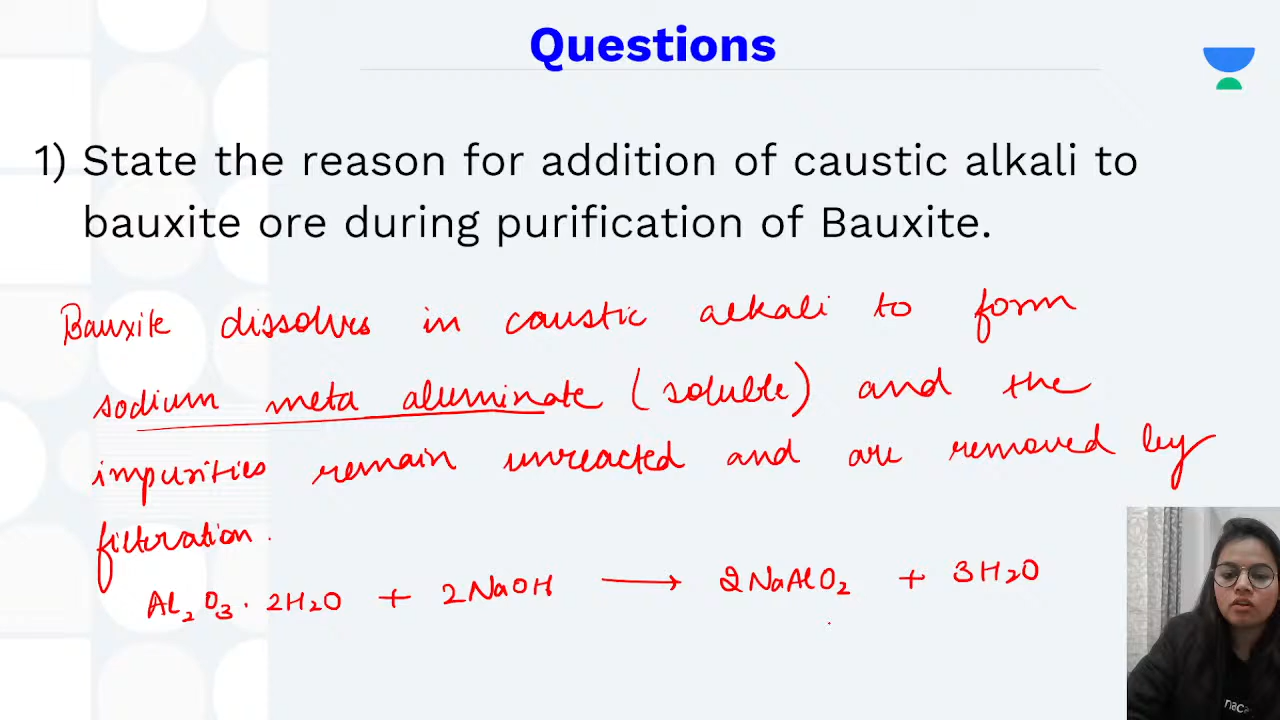 Questions
1) State the reason for addition of caustic alkali to
bauxite ore during purification of Bauxite.
Bauxite dissolves in caustic alkali to form
sodium meta aluminate (soluble) and the
impurities remain unreacted and are removed by
filteration.
Al₂O₃·2H₂O + 2NaOH ⟶ 2NaAlO₂ + 3H₂O
naca